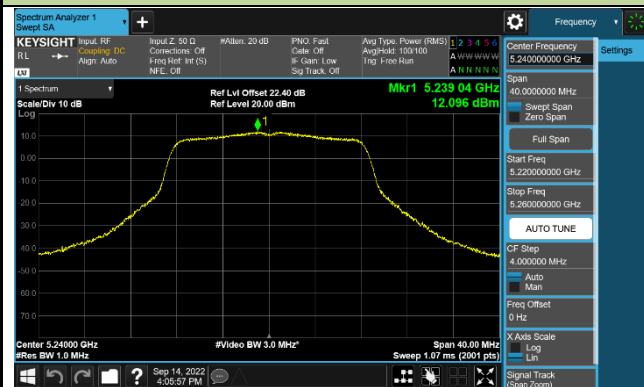 Spectrum Analyzer 1
Swept SA
Frequency
KEYSIGHT
Input: RF
Coupling: DC
Align: Auto
Input Z: 50 Ω
Corrections: Off
Freq Ref: Int (S)
NFE: Off
#Atten: 20 dB
PNO: Fast
Gate: Off
IF Gain: Low
Sig Track: Off
Avg Type: Power (RMS)
Avg|Hold: 100/100
Trig: Free Run
1 2 3 4 5 6
A W W W W W
A N N N N N
RL
LXI
Center Frequency
5.240000000 GHz
Settings
Span
40.0000000 MHz
Swept Span
Zero Span
Full Span
Start Freq
5.220000000 GHz
Stop Freq
5.260000000 GHz
AUTO TUNE
CF Step
4.000000 MHz
Auto
Man
Freq Offset
0 Hz
X Axis Scale
Log
Lin
Signal Track
(Span Zoom)
1 Spectrum
Scale/Div 10 dB
Log
Ref Lvl Offset 22.40 dB
Ref Level 20.00 dBm
Mkr1 5.239 04 GHz
12.096 dBm
1
10.0
0.00
-10.0
-20.0
-30.0
-40.0
-50.0
-60.0
-70.0
Center 5.24000 GHz
#Res BW 1.0 MHz
#Video BW 3.0 MHz*
Span 40.00 MHz
Sweep 1.07 ms (2001 pts)
Sep 14, 2022
4:05:57 PM